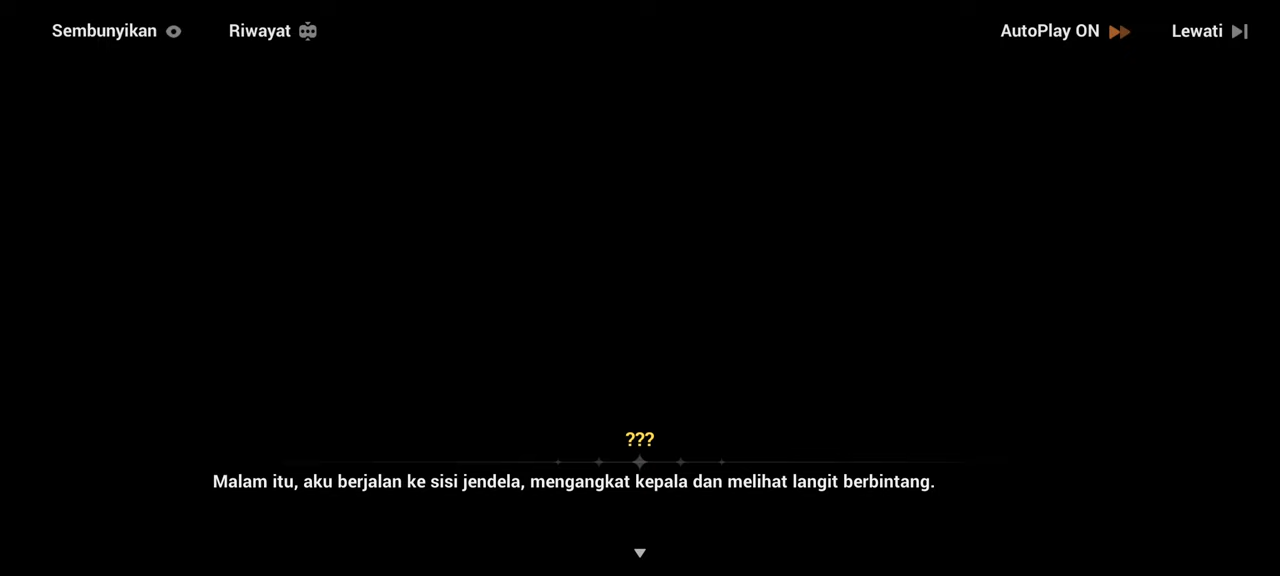 Sembunyikan
Riwayat
AutoPlay ON
Lewati
???
Malam itu, aku berjalan ke sisi jendela, mengangkat kepala dan melihat langit berbintang.